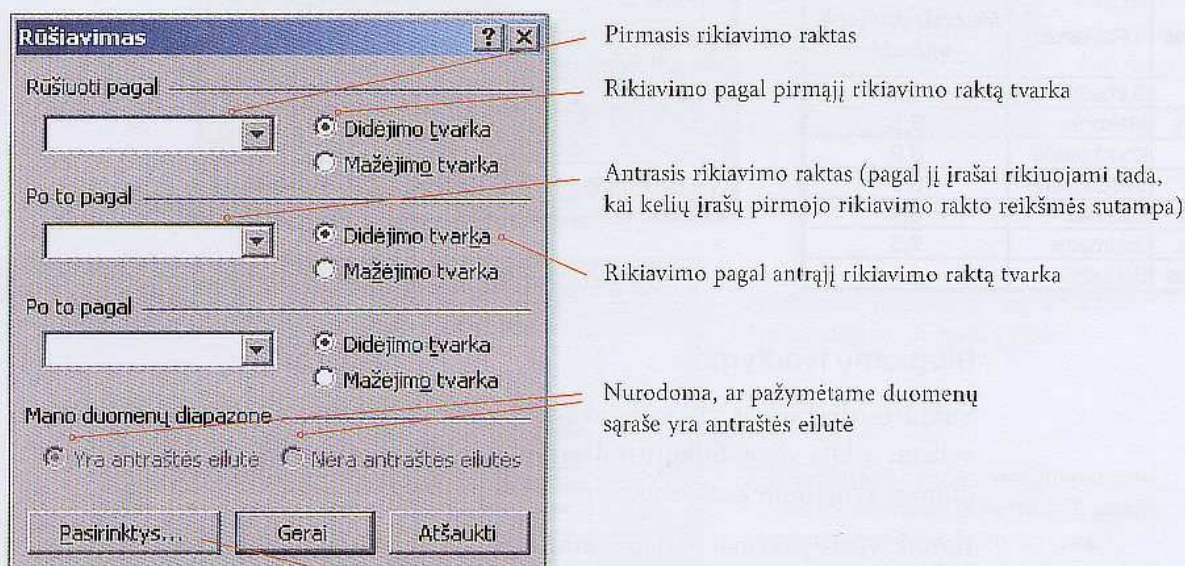 Rūšiavimas
Rūšiuoti pagal
Didėjimo tvarka
Mažėjimo tvarka
Po to pagal
Didėjimo tvarka
Mažėjimo tvarka
Po to pagal
Didėjimo tvarka
Mažėjimo tvarka
Mano duomenų diapazone
Yra antraštės eilutė Nėra antraštės eilutės
Pasirinktys... Gerai Atšaukti
Pirmasis rikiavimo raktas
Rikiavimo pagal pirmąjį rikiavimo raktą tvarka
Antrasis rikiavimo raktas (pagal jį įrašai rikiuojami tada,
kai kelių įrašų pirmojo rikiavimo rakto reikšmės sutampa)
Rikiavimo pagal antrąjį rikiavimo raktą tvarka
Nurodoma, ar pažymėtame duomenų
sąraše yra antraštės eilutė